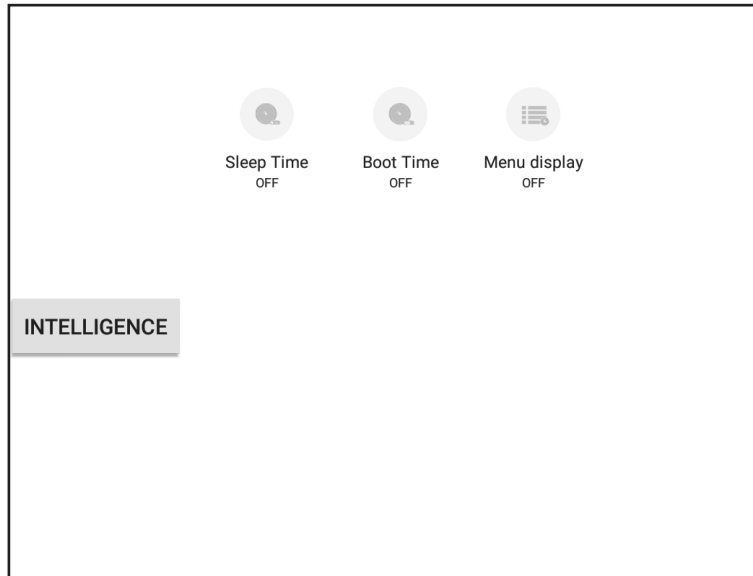 Sleep Time
OFF
Boot Time
OFF
Menu display
OFF
INTELLIGENCE